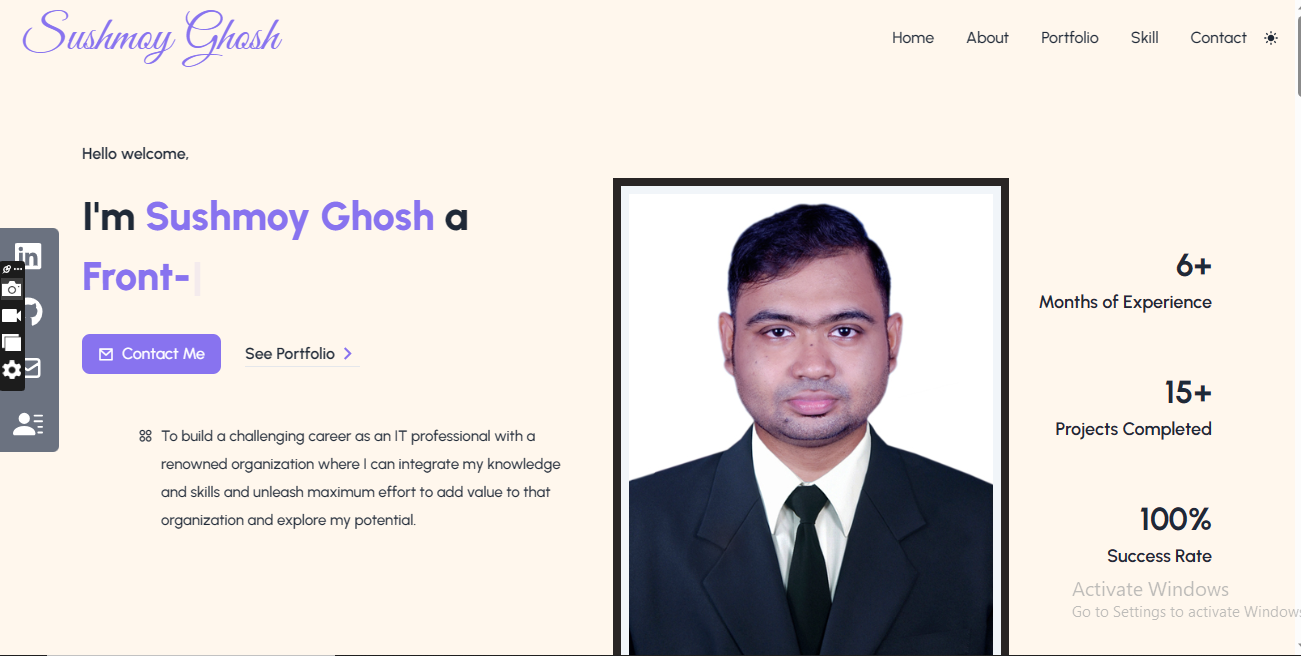 Sushmoy Ghosh
Home About Portfolio Skill Contact
Hello welcome,
I'm Sushmoy Ghosh a
Front-
Contact Me See Portfolio
To build a challenging career as an IT professional with a
renowned organization where I can integrate my knowledge
and skills and unleash maximum effort to add value to that
organization and explore my potential.
6+
Months of Experience
15+
Projects Completed
100%
Success Rate
Activate Windows
Go to Settings to activate Windows
in